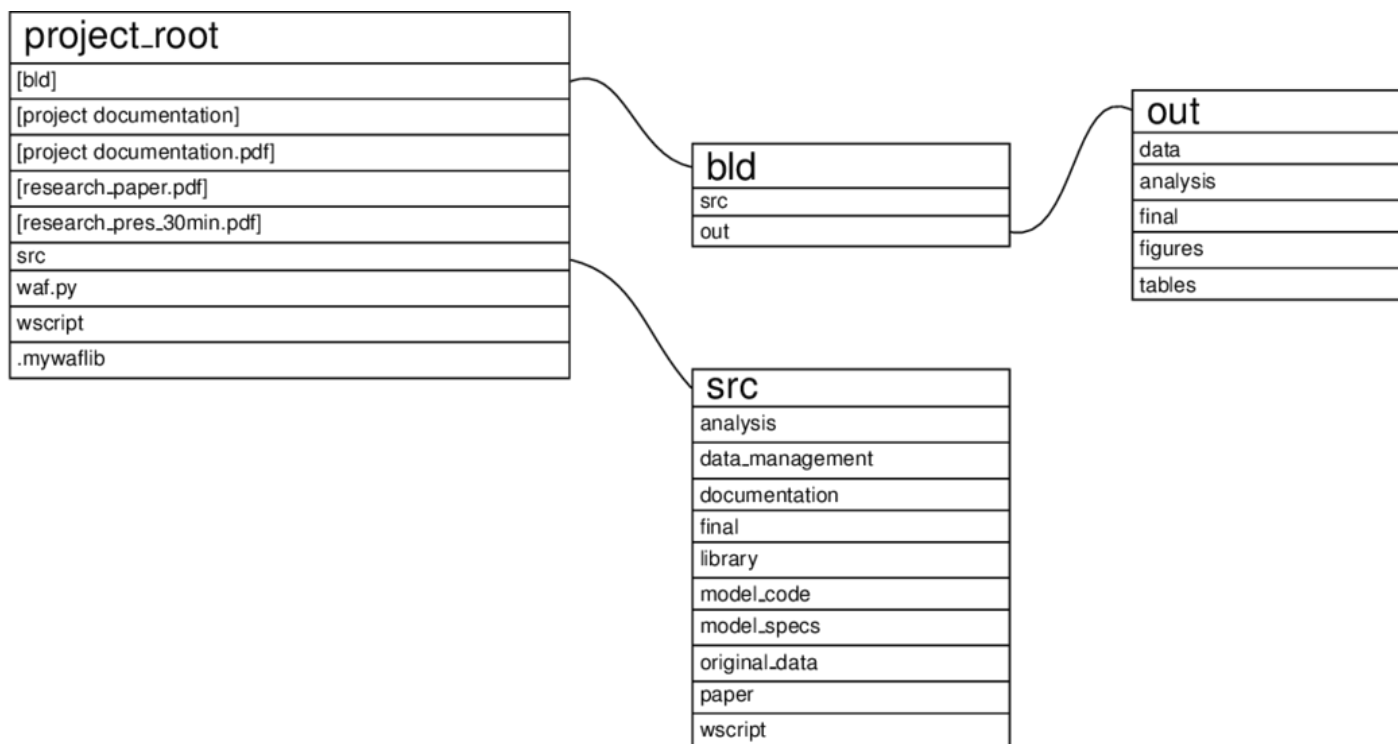 project_root
[bld]
[project documentation]
[project documentation.pdf]
[research_paper.pdf]
[research_pres_30min.pdf]
src
waf.py
wscript
.mywaflib
bld
src
out
out
data
analysis
final
figures
tables
src
analysis
data_management
documentation
final
library
model_code
model_specs
original_data
paper
wscript